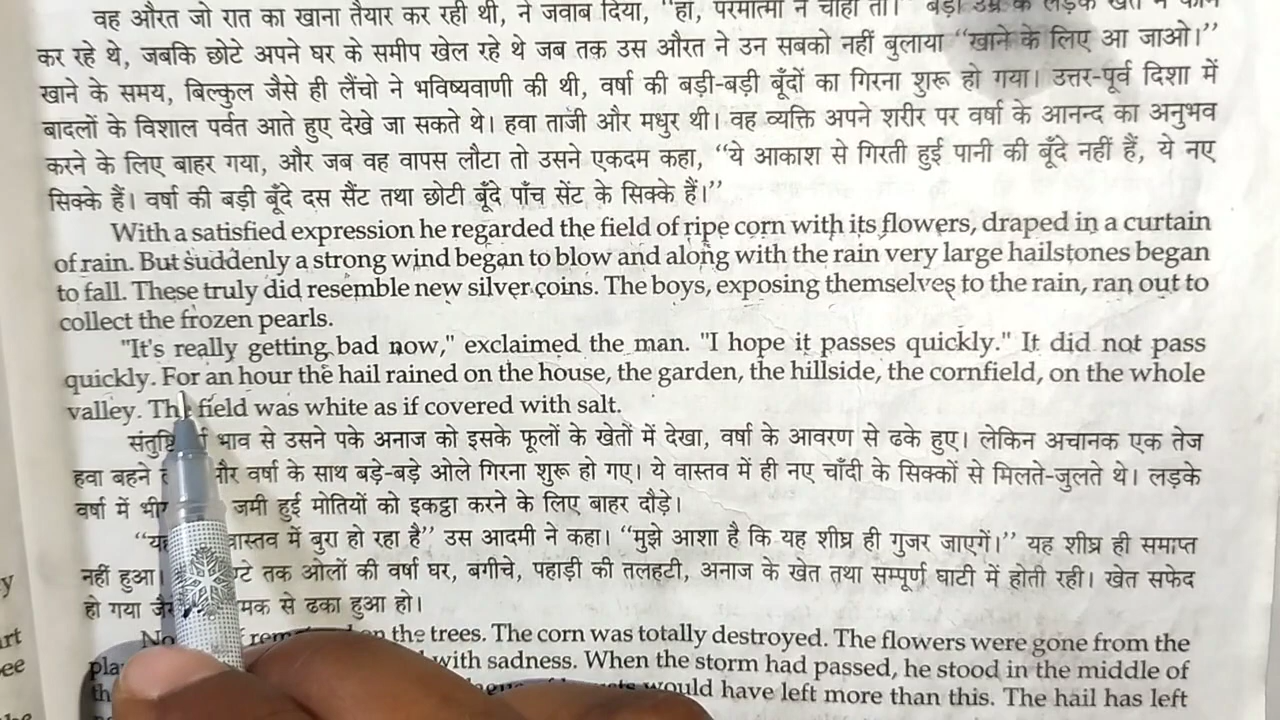 वह औरत जो रात का खाना तैयार कर रही थी, ने जवाब दिया, “हाँ, परमात्मा ने चाहा तो।” बड़ी उम्र के लड़के खेत में काम
कर रहे थे, जबकि छोटे अपने घर के समीप खेल रहे थे जब तक उस औरत ने उन सबको नहीं बुलाया “खाने के लिए आ जाओ।”
खाने के समय, बिल्कुल जैसे ही लैंचो ने भविष्यवाणी की थी, वर्षा की बड़ी-बड़ी बूँदों का गिरना शुरू हो गया। उत्तर-पूर्व दिशा में
बादलों के विशाल पर्वत आते हुए देखे जा सकते थे। हवा ताजी और मधुर थी। वह व्यक्ति अपने शरीर पर वर्षा के आनन्द का अनुभव
करने के लिए बाहर गया, और जब वह वापस लौटा तो उसने एकदम कहा, “ये आकाश से गिरती हुई पानी की बूँदे नहीं हैं, ये नए
सिक्के हैं। वर्षा की बड़ी बूँदे दस सैंट तथा छोटी बूँदे पाँच सेंट के सिक्के हैं।”
With a satisfied expression he regarded the field of ripe corn with its flowers, draped in a curtain
of rain. But suddenly a strong wind began to blow and along with the rain very large hailstones began
to fall. These truly did resemble new silver coins. The boys, exposing themselves to the rain, ran out to
collect the frozen pearls.
"It's really getting bad now," exclaimed the man. "I hope it passes quickly." It did not pass
quickly. For an hour the hail rained on the house, the garden, the hillside, the cornfield, on the whole
valley. The field was white as if covered with salt.
भाव से उसने पके अनाज को इसके फूलों के खेतों में देखा, वर्षा के आवरण से ढके हुए। लेकिन अचानक एक तेज
हवा बहने और वर्षा के साथ बड़े-बड़े ओले गिरना शुरू हो गए। ये वास्तव में ही नए चाँदी के सिक्कों से मिलते-जुलते थे। लड़के
वर्षा में जमी हुई मोतियों को इकट्ठा करने के लिए बाहर दौड़े।
वास्तव में बुरा हो रहा है” उस आदमी ने कहा। “मुझे आशा है कि यह शीघ्र ही गुजर जाएगें।” यह शीघ्र ही समाप्त
नहीं हुआ। तक ओलों की वर्षा घर, बगीचे, पहाड़ी की तलहटी, अनाज के खेत तथा सम्पूर्ण घाटी में होती रही। खेत सफेद
हो गया से ढका हुआ हो।
on the trees. The corn was totally destroyed. The flowers were gone from the
with sadness. When the storm had passed, he stood in the middle of
would have left more than this. The hail has left